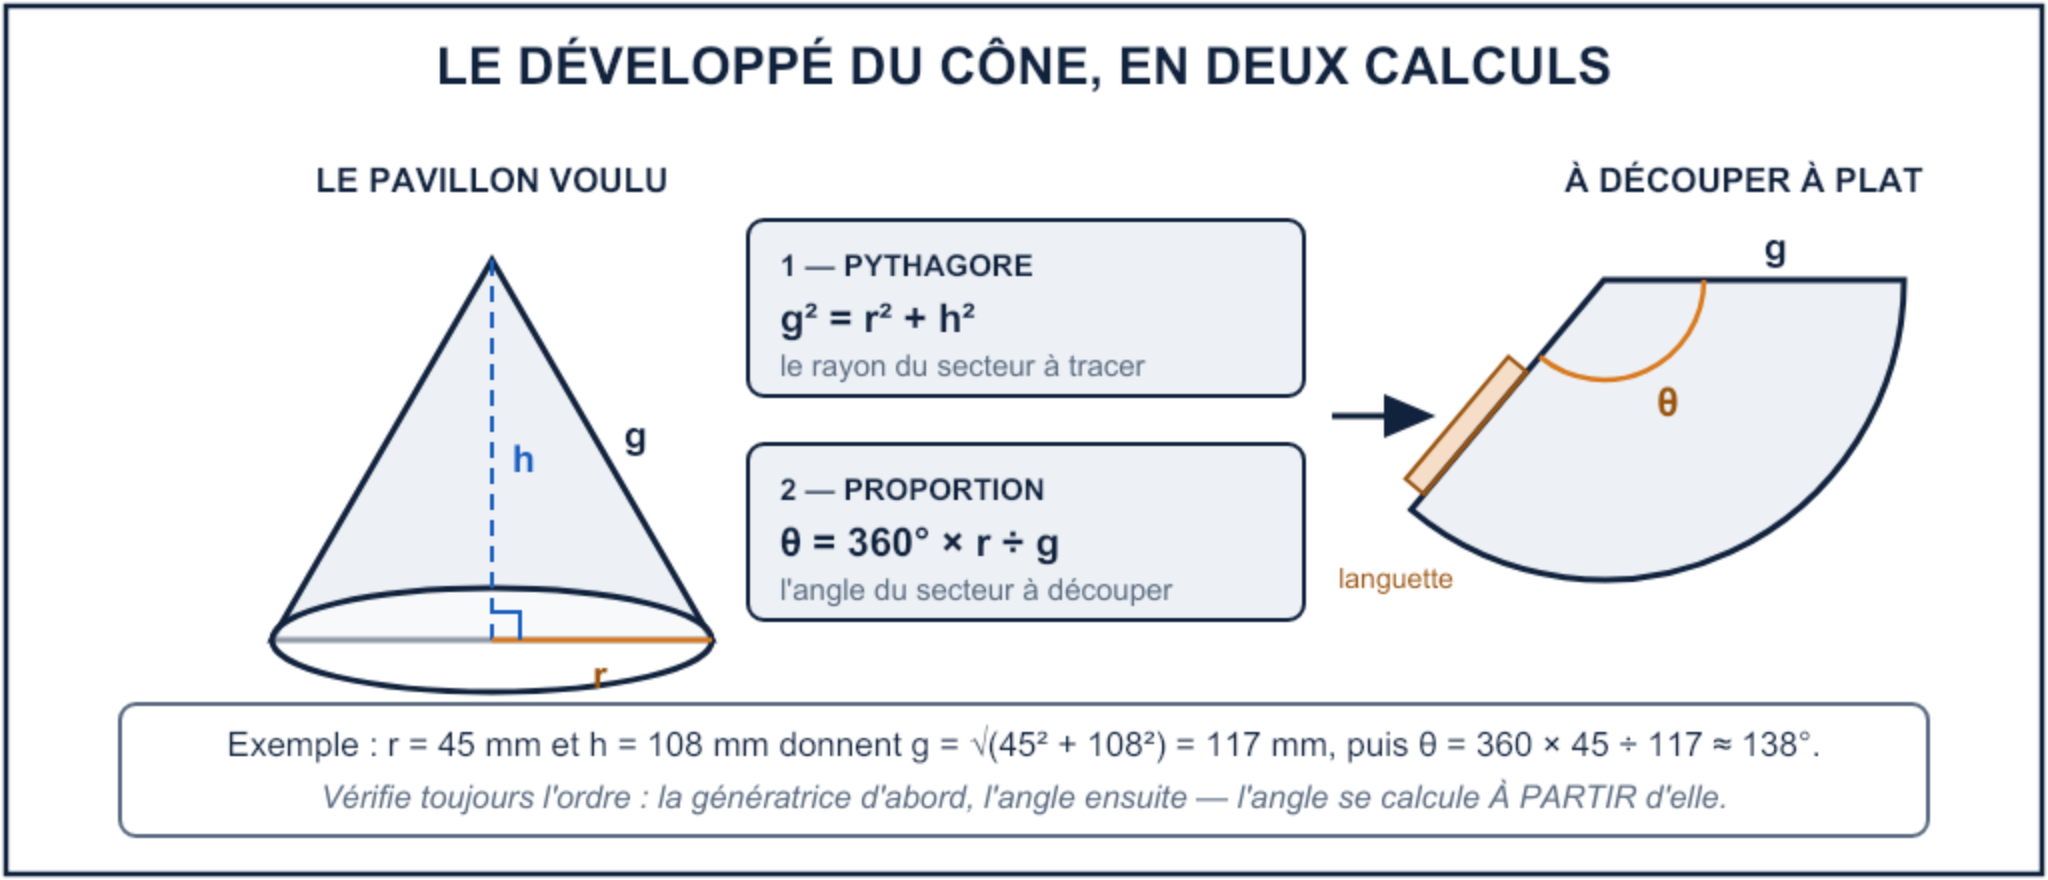 LE DÉVELOPPÉ DU CÔNE, EN DEUX CALCULS
LE PAVILLON VOULU
h
g
r
1 — PYTHAGORE
g² = r² + h²
le rayon du secteur à tracer
2 — PROPORTION
θ = 360° × r ÷ g
l'angle du secteur à découper
À DÉCOUPER À PLAT
g
θ
languette
Exemple : r = 45 mm et h = 108 mm donnent g = √(45² + 108²) = 117 mm, puis θ = 360 × 45 ÷ 117 ≈ 138°.
Vérifie toujours l'ordre : la génératrice d'abord, l'angle ensuite — l'angle se calcule À PARTIR d'elle.